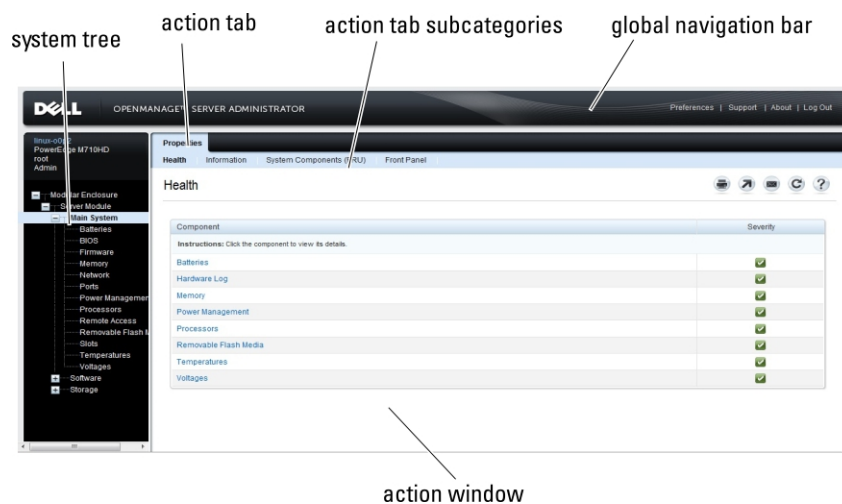 system tree
action tab
action tab subcategories
global navigation bar
DELL
OPENMANAGE™ SERVER ADMINISTRATOR
Preferences | Support | About | Log Out
PowerEdge M710HD
root
Admin
Properties
Health
Information
System Components (FRU)
Front Panel
Modular Enclosure
Server Module
Main System
Batteries
BIOS
Firmware
Memory
Network
Ports
Power Managemen
Processors
Remote Access
Removable Flash M
Slots
Temperatures
Voltages
Software
Storage
Health
Component
Severity
Instructions: Click the component to view its details.
Batteries
Hardware Log
Memory
Power Management
Processors
Removable Flash Media
Temperatures
Voltages
action window